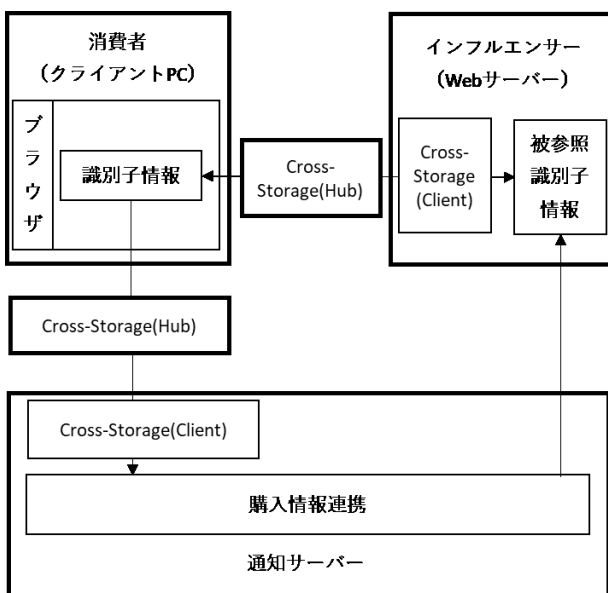 消費者
(クライアントPC)
ブラウザ
識別子情報
Cross-
Storage(Hub)
インフルエンサー
(Webサーバー)
Cross-
Storage
(Client)
被参照
識別子
情報
Cross-Storage(Hub)
Cross-Storage(Client)
購入情報連携
通知サーバー